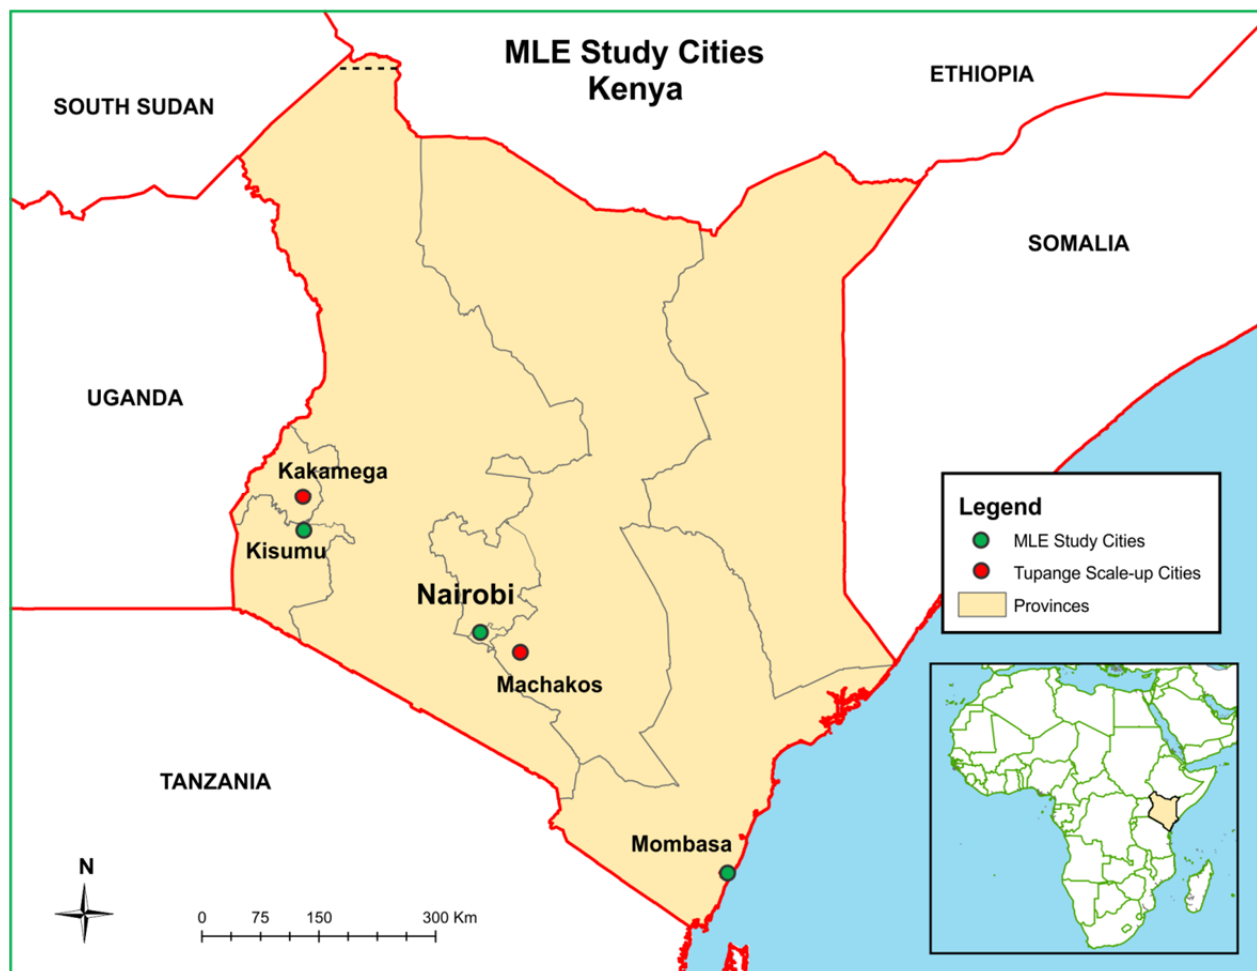 MLE Study Cities
Kenya
ETHIOPIA
SOUTH SUDAN
SOMALIA
UGANDA
Kakamega
Kisumu
Nairobi
Machakos
Legend
MLE Study Cities
Tupange Scale-up Cities
Provinces
TANZANIA
Mombasa
N
0 75 150 300 Km